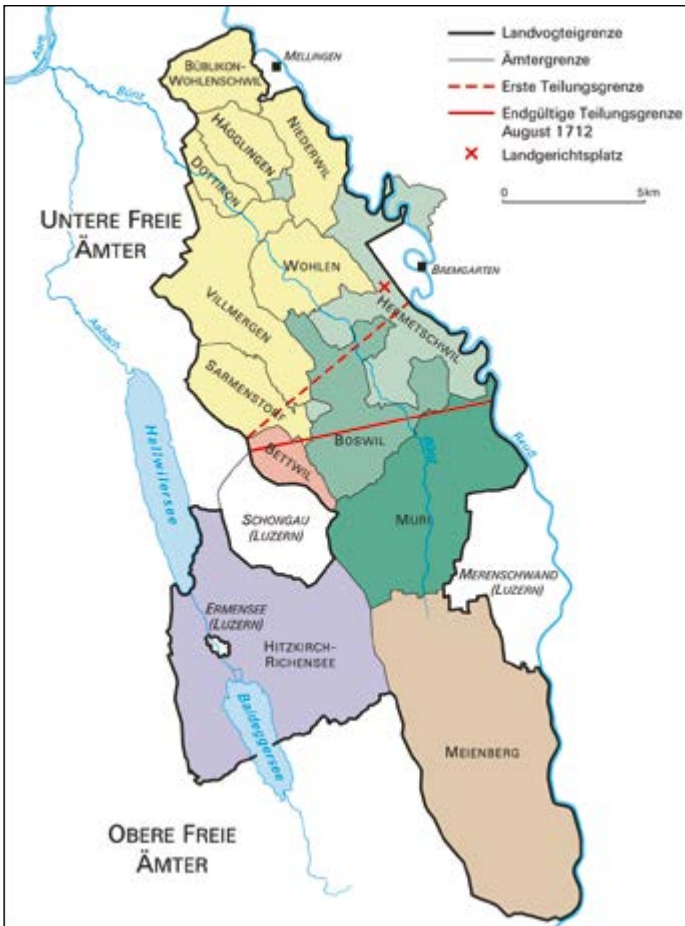 Landvogteigrenze
Ämtergrenze
Erste Teilungsgrenze
Endgültige Teilungsgrenze
August 1712
Landgerichtsplatz
0 5km
Aare
MELLINGEN
BÜBLIKON-
WOHLENSCHWIL
Bünz
HÄGGLINGEN
NIEDERWIL
DOTTIKON
UNTERE FREIE
ÄMTER
WOHLEN
BREMGARTEN
VILLMERGEN
HERMETSCHWIL
Aabach
SARMENSTORF
BOSWIL
BETTWIL
Bünz
Reuß
Hallwilersee
SCHONGAU
(LUZERN)
MURI
MERENSCHWAND
(LUZERN)
ERMENSEE
(LUZERN)
HITZKIRCH-
RICHENSEE
Baldeggersee
MEIENBERG
OBERE FREIE
ÄMTER